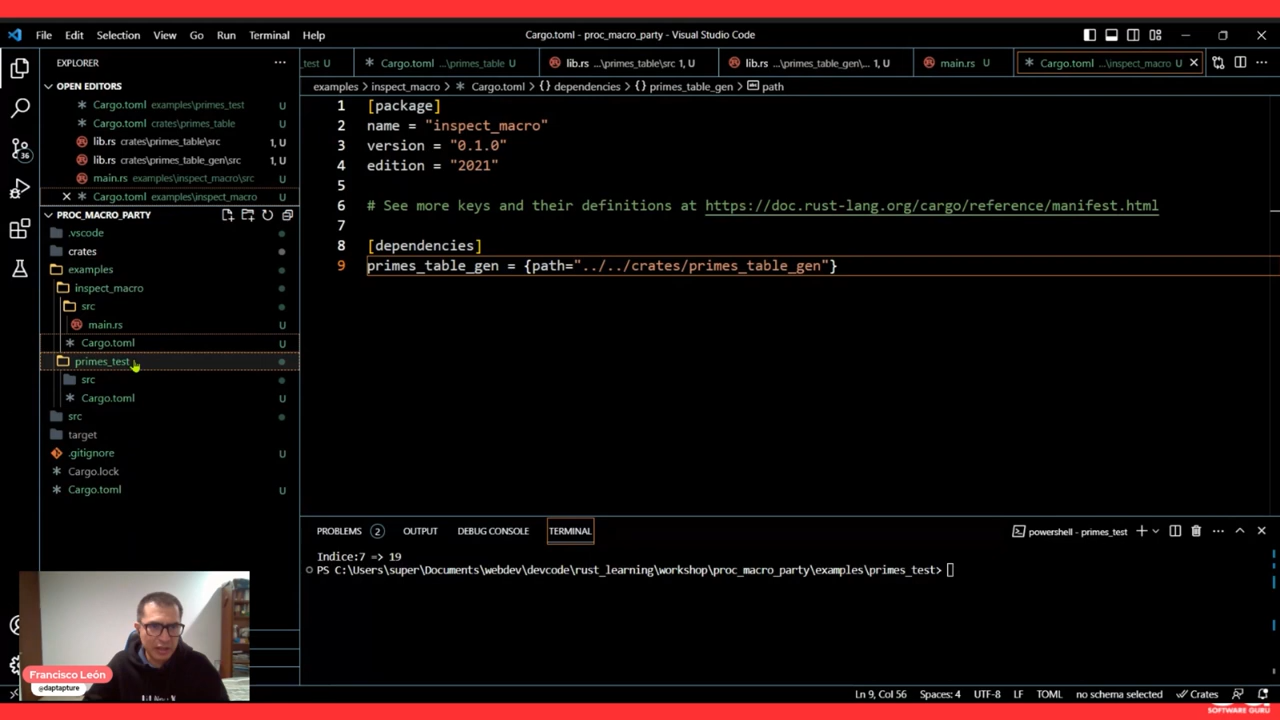 File Edit Selection View Go Run Terminal Help
Cargo.toml - proc_macro_party - Visual Studio Code
EXPLORER
_test U
Cargo.toml ...\primes_table U
lib.rs ...\primes_table\src 1, U
lib.rs ...\primes_table_gen\... 1, U
main.rs U
Cargo.toml ...\inspect_macro U
OPEN EDITORS
Cargo.toml examples\primes_test U
Cargo.toml crates\primes_table U
lib.rs crates\primes_table\src 1, U
lib.rs crates\primes_table_gen\src 1, U
main.rs examples\inspect_macro\src U
Cargo.toml examples\inspect_macro U
PROC_MACRO_PARTY
.vscode
crates
examples
inspect_macro
src
main.rs U
Cargo.toml U
primes_test
src
Cargo.toml U
src
target
.gitignore U
Cargo.lock
Cargo.toml U
examples > inspect_macro > Cargo.toml > {} dependencies > {} primes_table_gen > path
1 [package]
2 name = "inspect_macro"
3 version = "0.1.0"
4 edition = "2021"
5
6 # See more keys and their definitions at https://doc.rust-lang.org/cargo/reference/manifest.html
7
8 [dependencies]
9 primes_table_gen = {path="../../crates/primes_table_gen"}
PROBLEMS 2 OUTPUT DEBUG CONSOLE TERMINAL
powershell - primes_test
Indice:7 => 19
PS C:\Users\super\Documents\webdev\devcode\rust_learning\workshop\proc_macro_party\examples\primes_test>
36
Francisco León
@daptapture
Ln 9, Col 56 Spaces: 4 UTF-8 LF TOML no schema selected Crates
SOFTWARE GURU